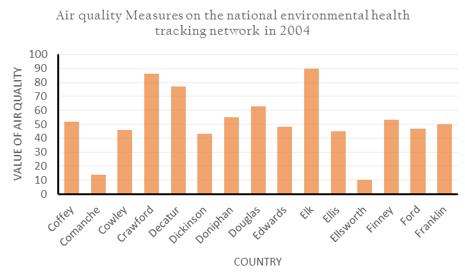 Air quality Measures on the national environmental health
tracking network in 2004
VALUE OF AIR QUALITY
100
90
80
70
60
50
40
30
20
10
0
Coffey
Comanche
Cowley
Crawford
Decatur
Dickinson
Doniphan
Douglas
Edwards
Elk
Ellis
Ellsworth
Finney
Ford
Franklin
COUNTRY